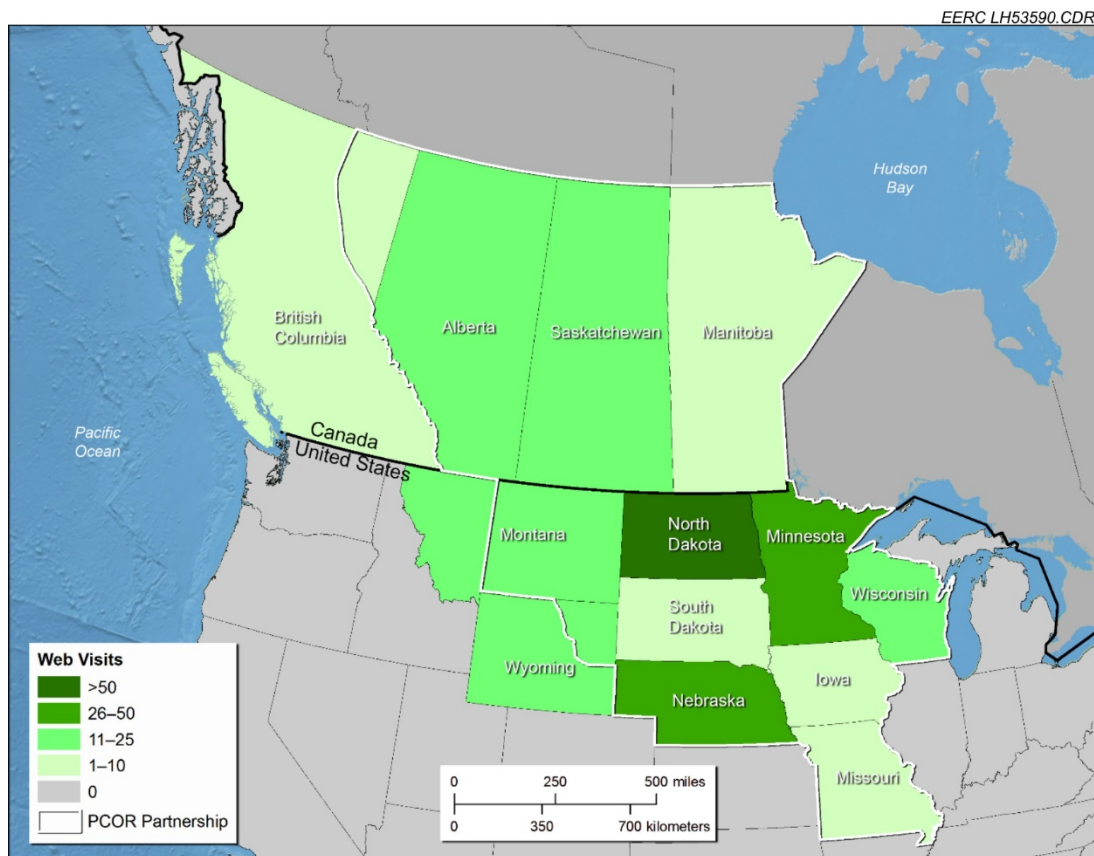 EERC LH53590.CDR
Hudson
Bay
British
Columbia
Alberta
Saskatchewan
Manitoba
Pacific
Ocean
Canada
United States
Montana
North
Dakota
Minnesota
South
Dakota
Wisconsin
Wyoming
Nebraska
Iowa
Missouri
Web Visits
>50
26–50
11–25
1–10
0
PCOR Partnership
0 250 500 miles
0 350 700 kilometers